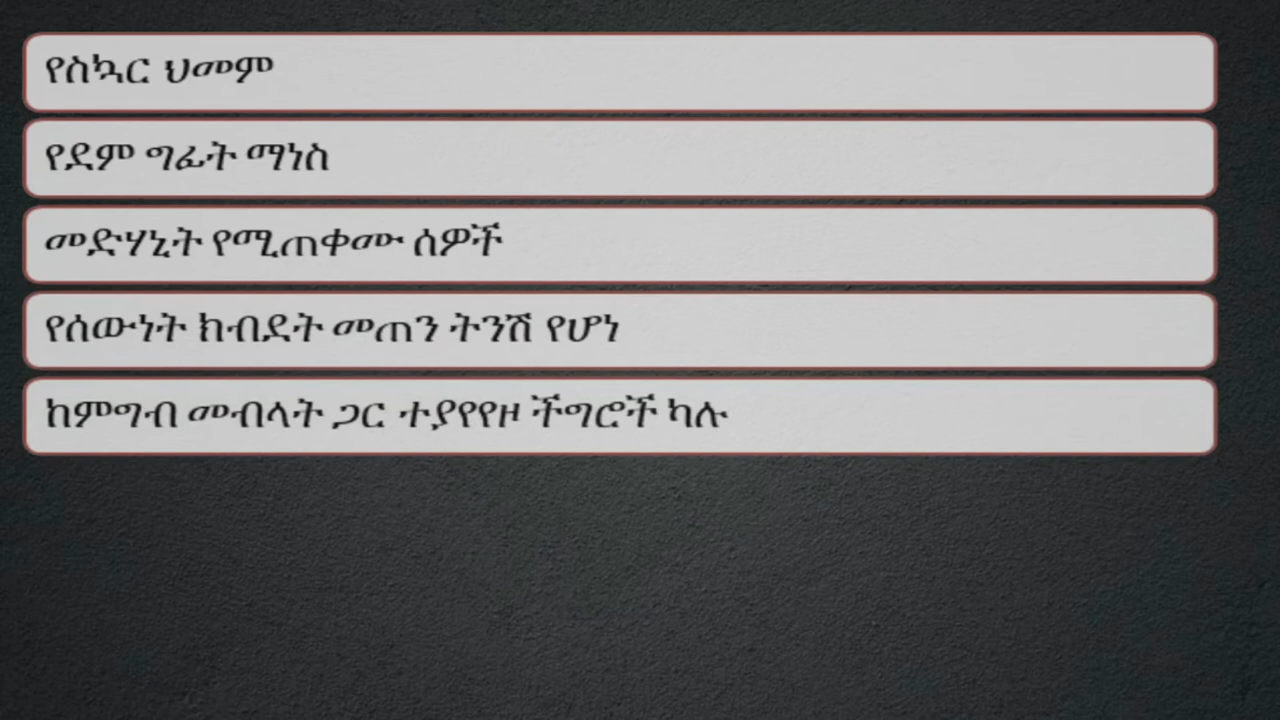 የስኳር ህመም
የደም ግፊት ማነስ
መድሃኒት የሚጠቀሙ ሰዎች
የሰውነት ክብደት መጠን ትንሽ የሆነ
ከምግብ መብላት ጋር ተያየየዞ ችግሮች ካሉ